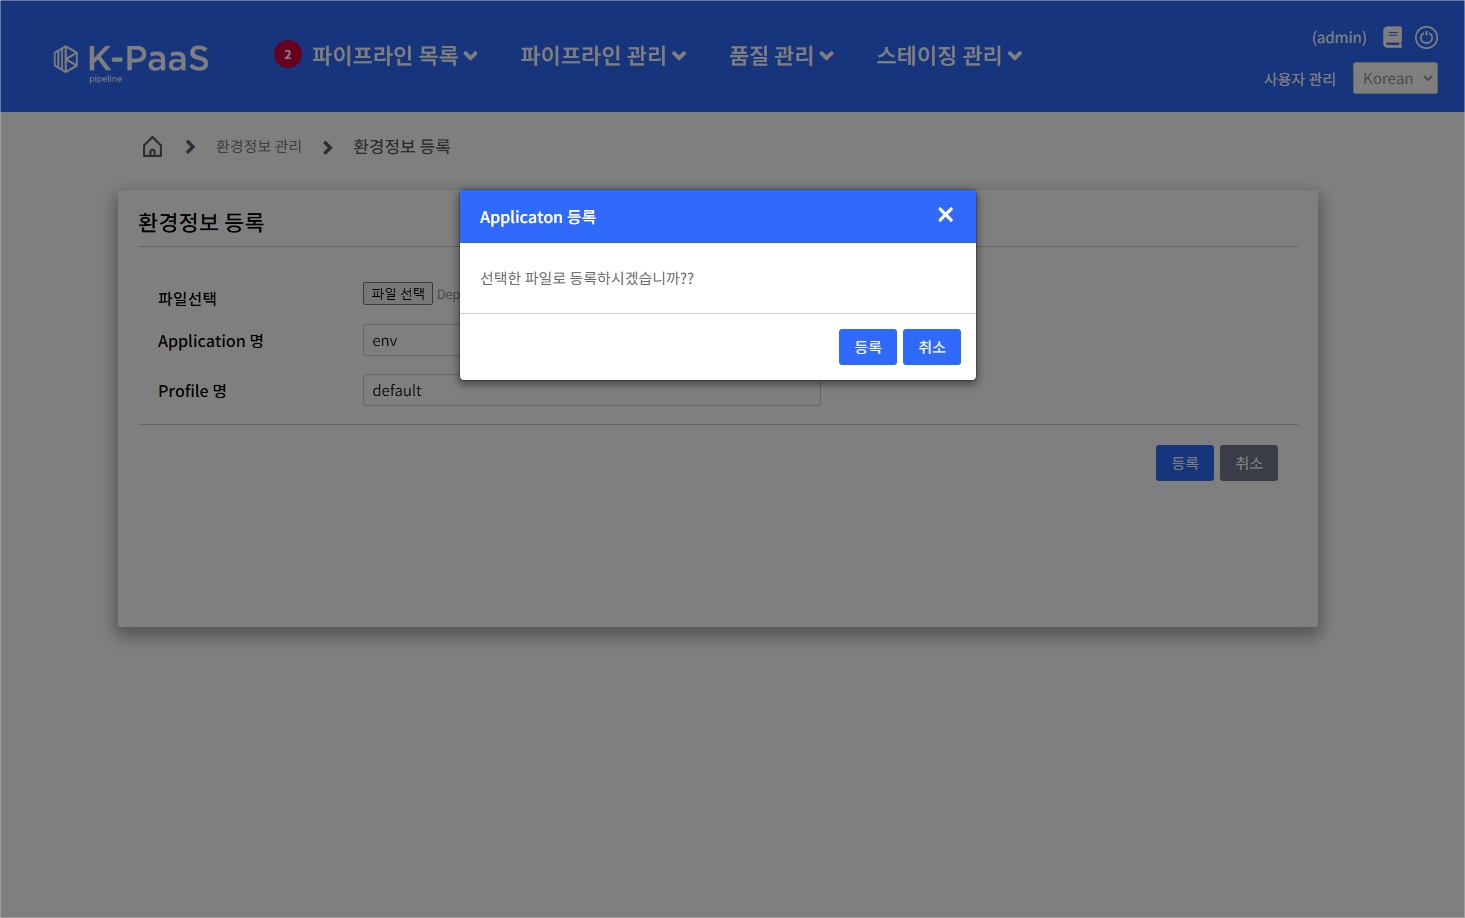 K-PaaS
pipeline
2 파이프라인 목록
파이프라인 관리
품질 관리
스테이징 관리
(admin)
사용자 관리
Korean
환경정보 관리
환경정보 등록
환경정보 등록
Applicaton 등록
선택한 파일로 등록하시겠습니까??
등록
취소
파일선택
파일 선택 Dep
Application 명
env
Profile 명
default
등록
취소